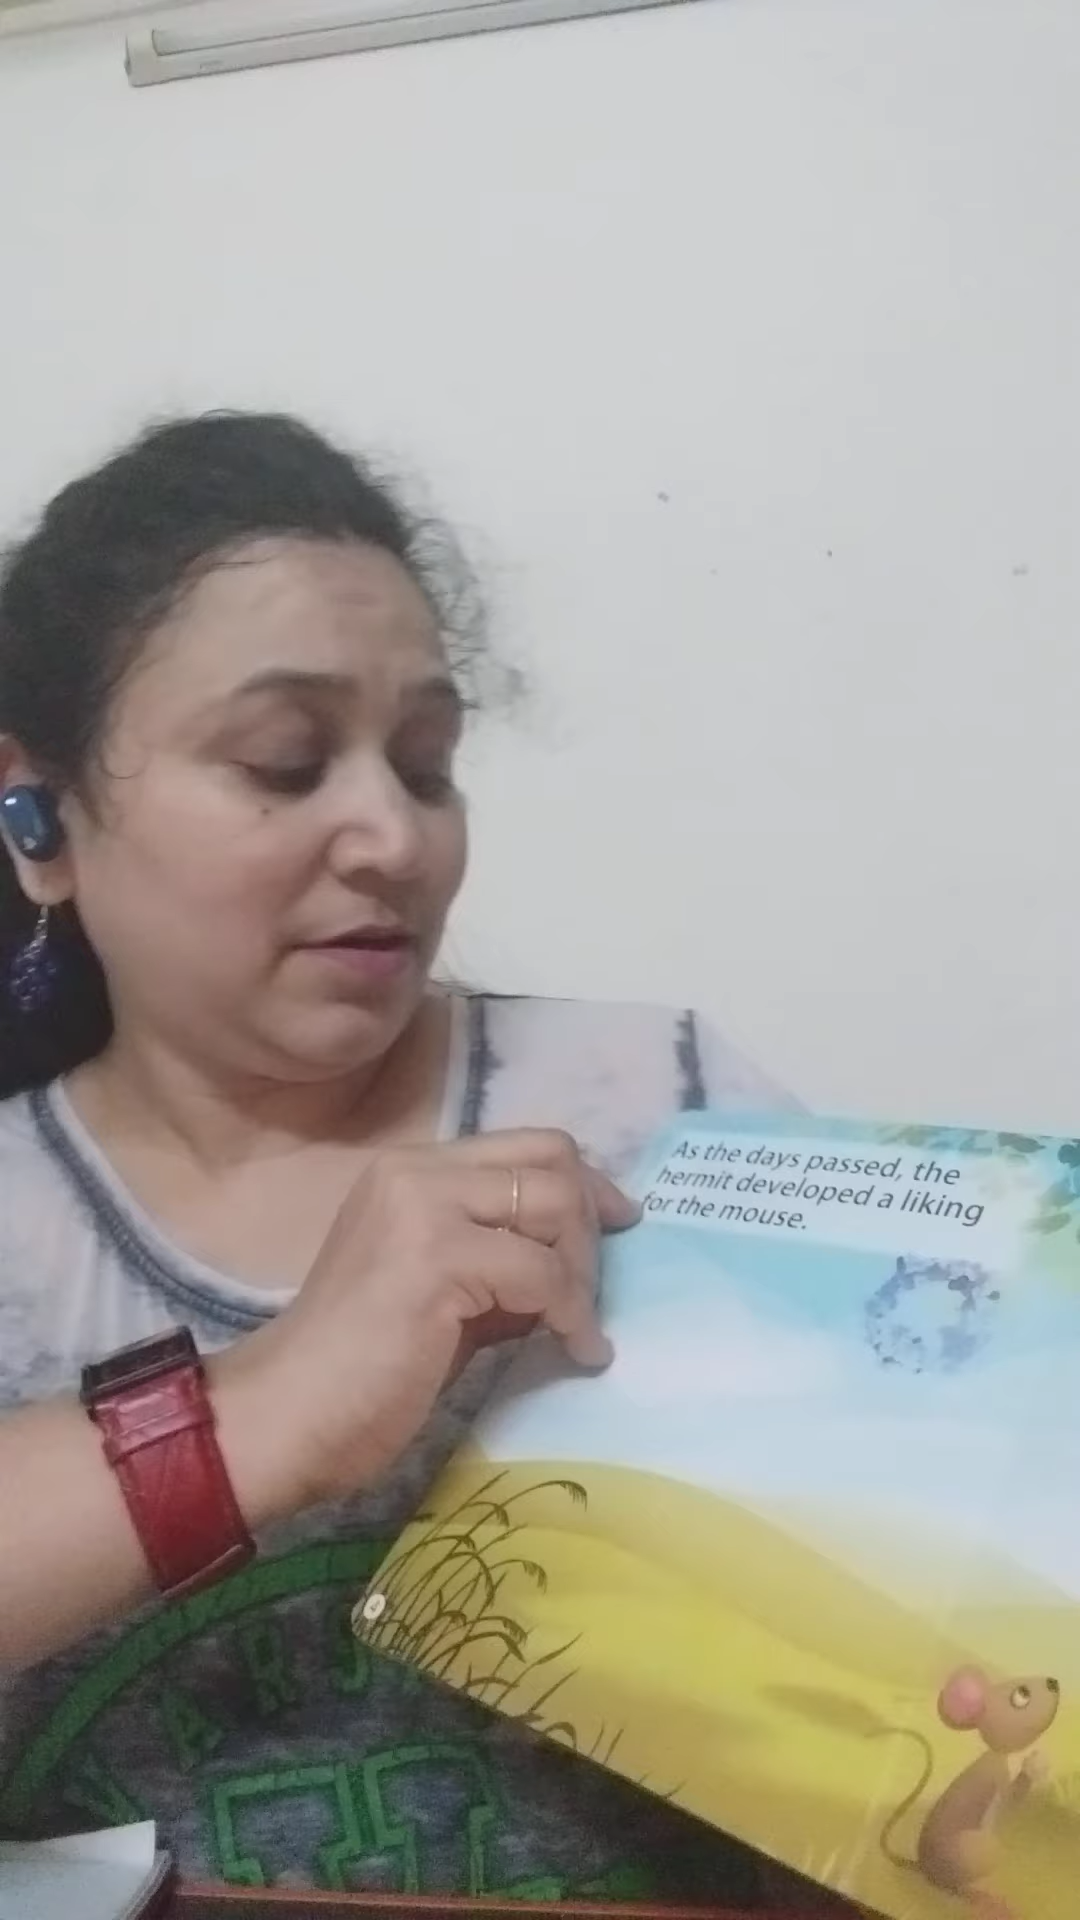 As the days passed, the
hermit developed a liking
for the mouse.